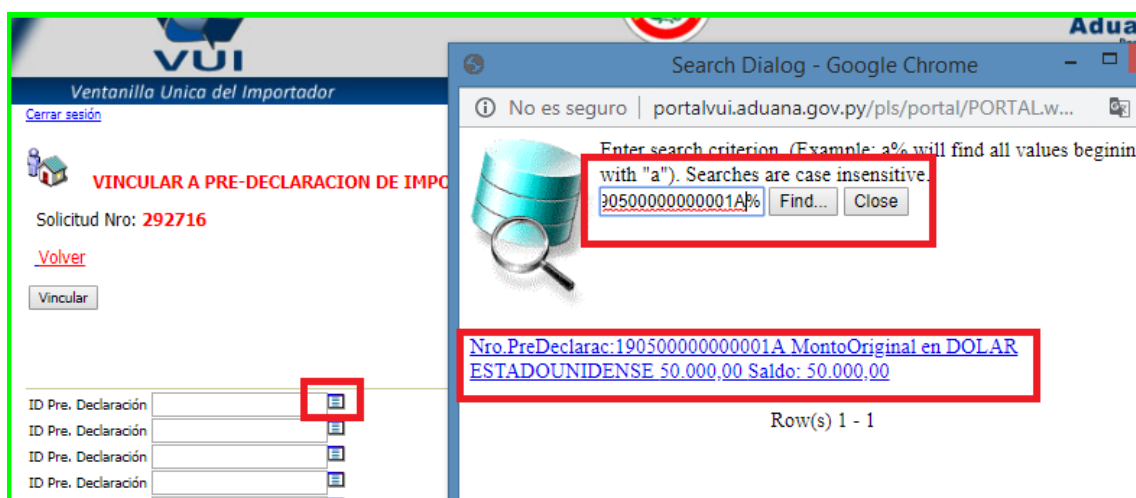 VUI
Ventanilla Unica del Importador
Cerrar sesión
VINCULAR A PRE-DECLARACION DE IMPO
Solicitud Nro: 292716
Volver
Vincular
ID Pre. Declaración
ID Pre. Declaración
ID Pre. Declaración
ID Pre. Declaración
Adua
Search Dialog - Google Chrome
No es seguro | portalvui.aduana.gov.py/pls/portal/PORTAL.w...
Enter search criterion. (Example: a% will find all values begining
with "a"). Searches are case insensitive.
90500000000001A% Find... Close
Nro.PreDeclarac:190500000000001A MontoOriginal en DOLAR
ESTADOUNIDENSE 50.000,00 Saldo: 50.000,00
Row(s) 1 - 1